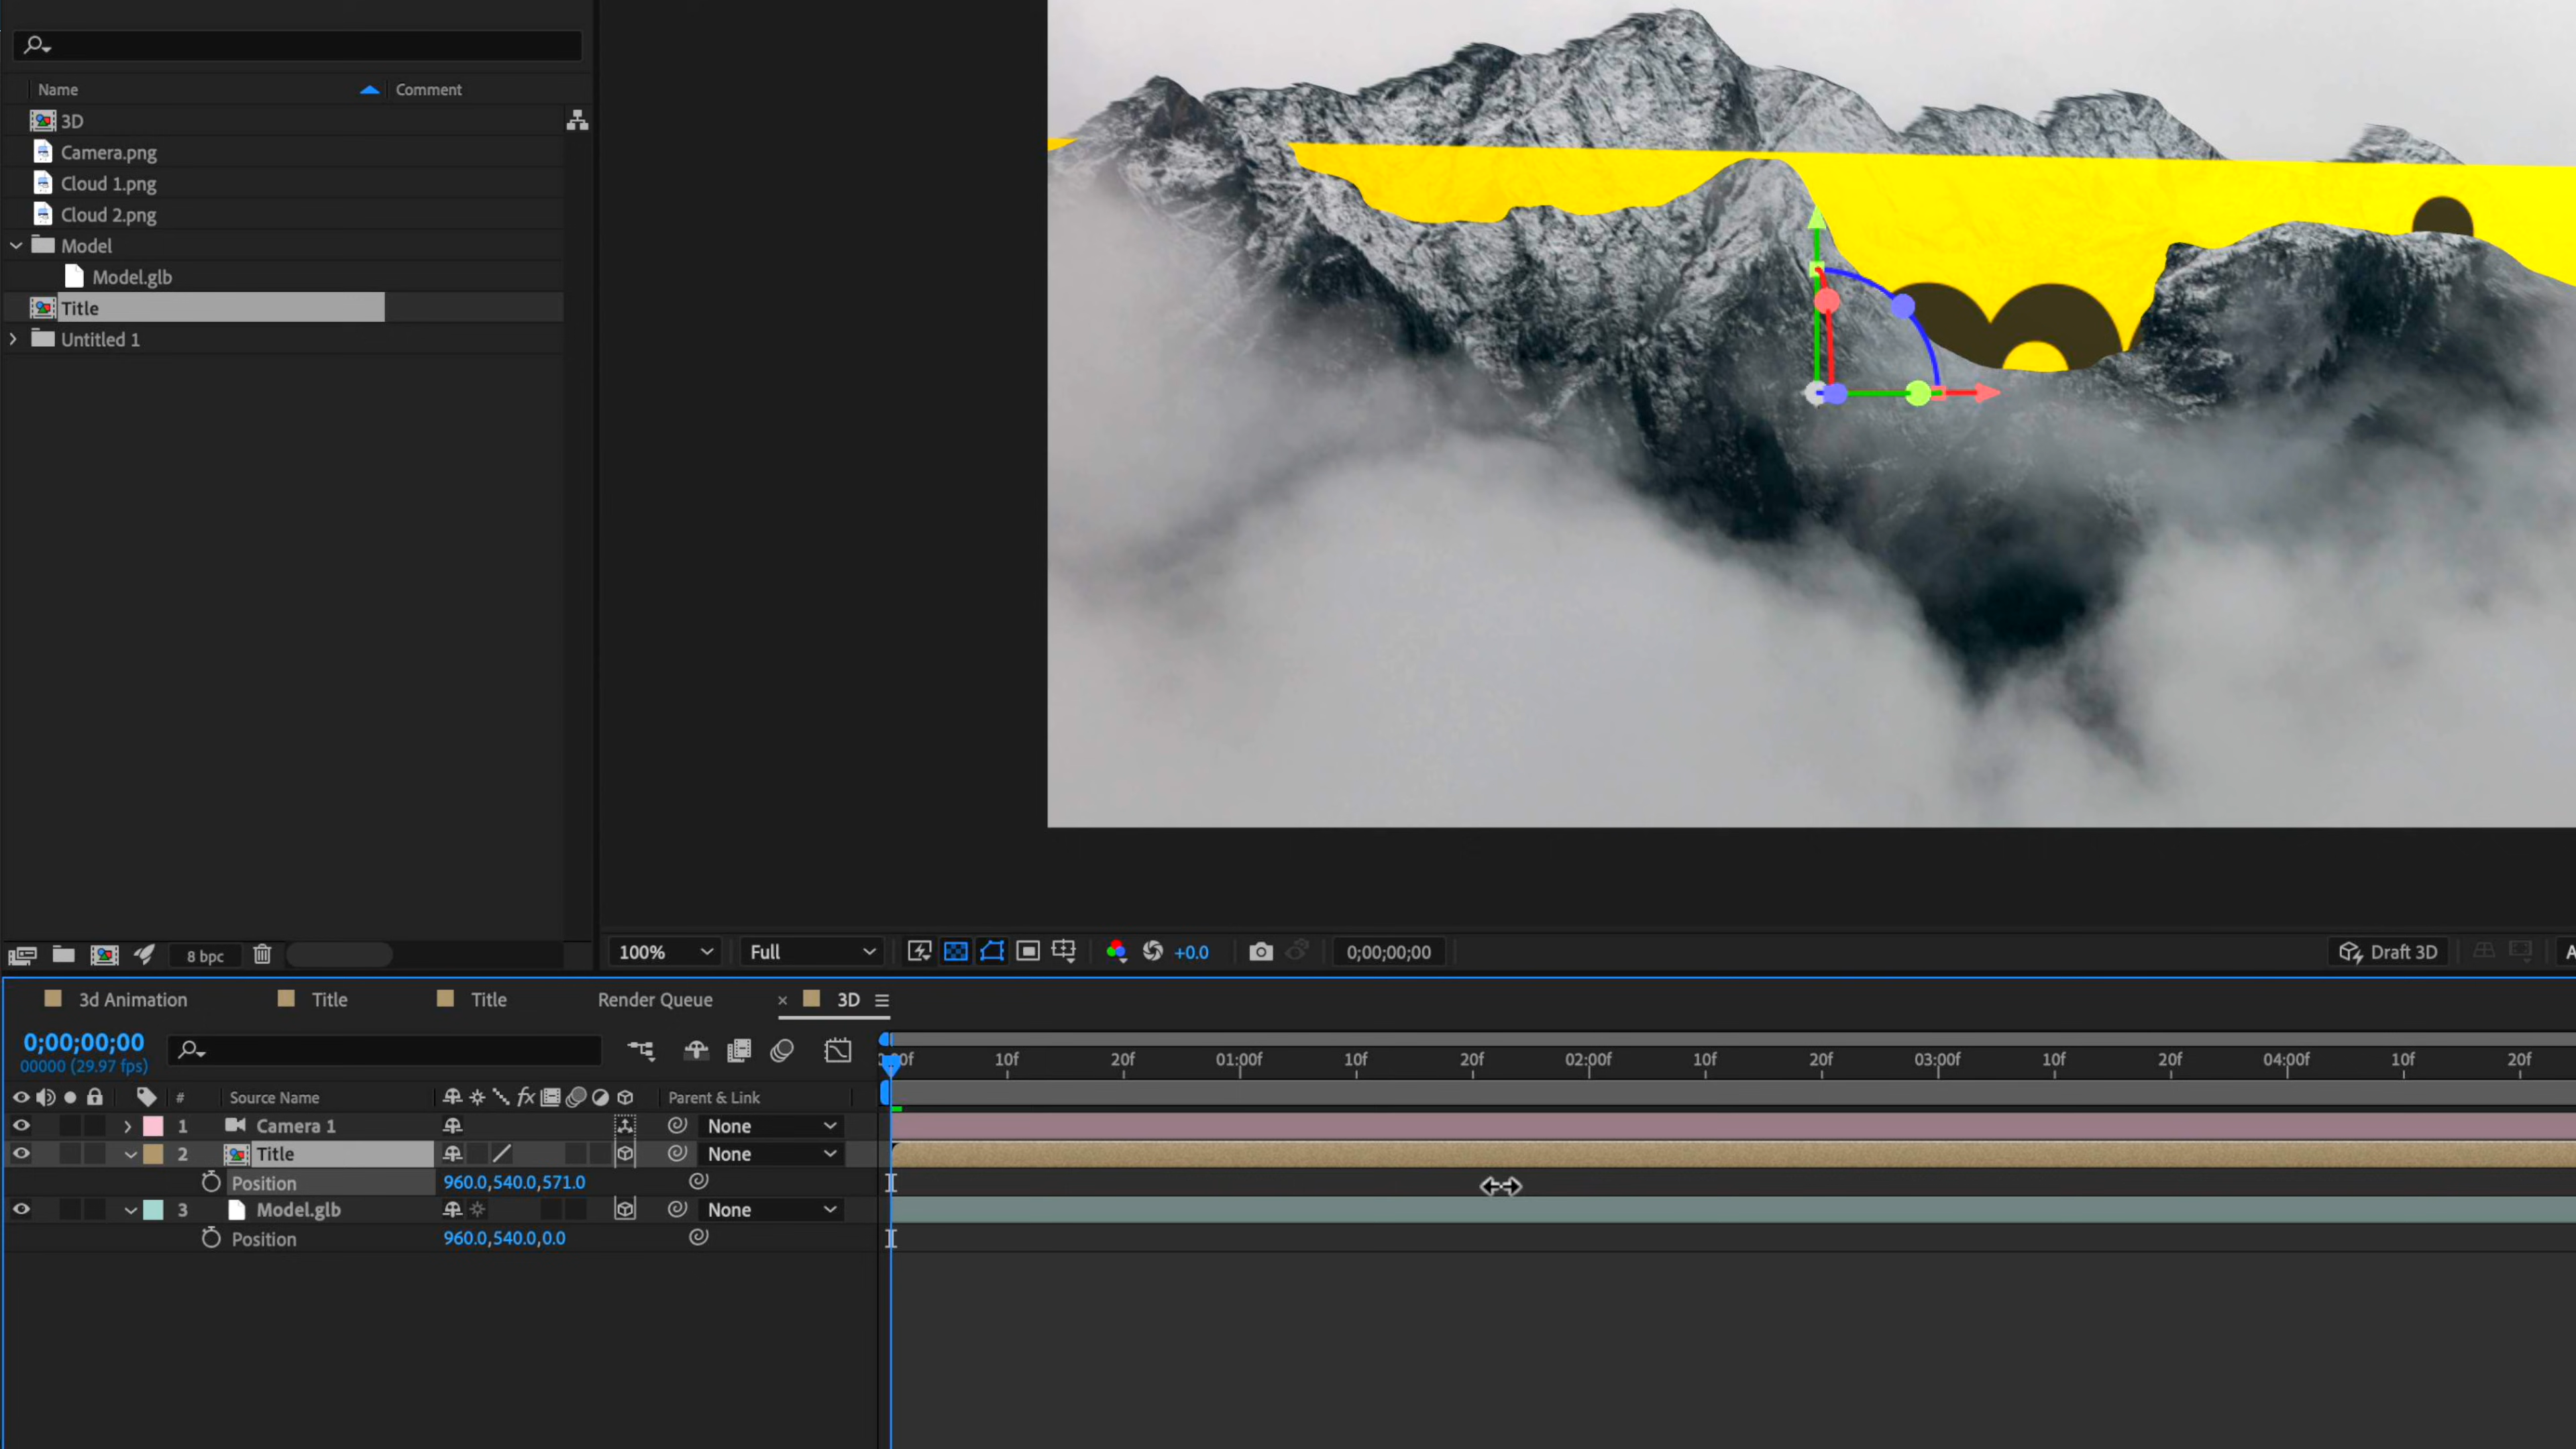 Name Comment
3D
Camera.png
Cloud 1.png
Cloud 2.png
Model
Model.glb
Title
Untitled 1
8 bpc
100% Full +0.0 0;00;00;00 Draft 3D A
3d Animation Title Title Render Queue × 3D
0;00;00;00
00000 (29.97 fps)
00f 10f 20f 01:00f 10f 20f 02:00f 10f 20f 03:00f 10f 20f 04:00f 10f 20f
# Source Name fx Parent & Link
1 Camera 1 None
2 Title None
Position 960.0,540.0,571.0
3 Model.glb None
Position 960.0,540.0,0.0